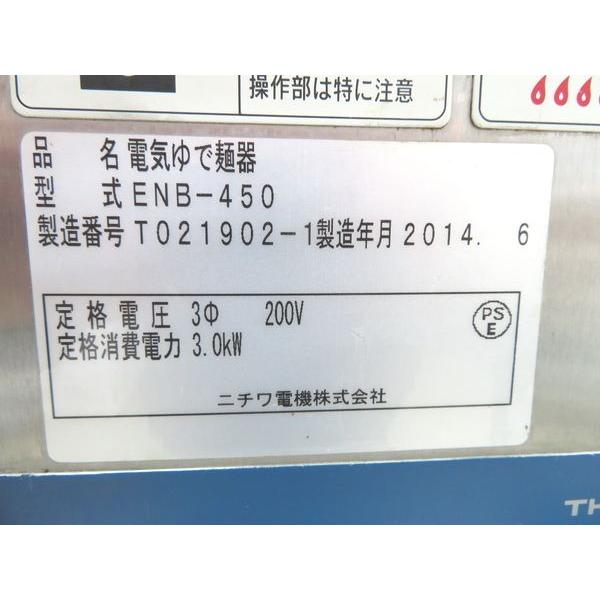 操作部は特に注意
品名 電気ゆで麺器
型式 ENB-450
製造番号 T021902-1 製造年月 2014. 6
定格電圧 3Φ 200V
定格消費電力 3.0kW
PS
E
ニチワ電機株式会社
TH